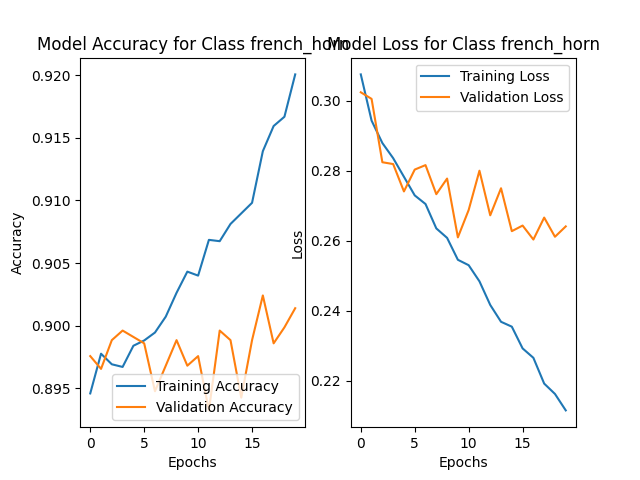 Model Accuracy for Class french_horn
Model Loss for Class french_horn
0.920
0.915
0.910
0.905
0.900
0.895
Accuracy
0
5
10
15
Epochs
Training Accuracy
Validation Accuracy
0.30
0.28
0.26
0.24
0.22
Loss
0
5
10
15
Epochs
Training Loss
Validation Loss